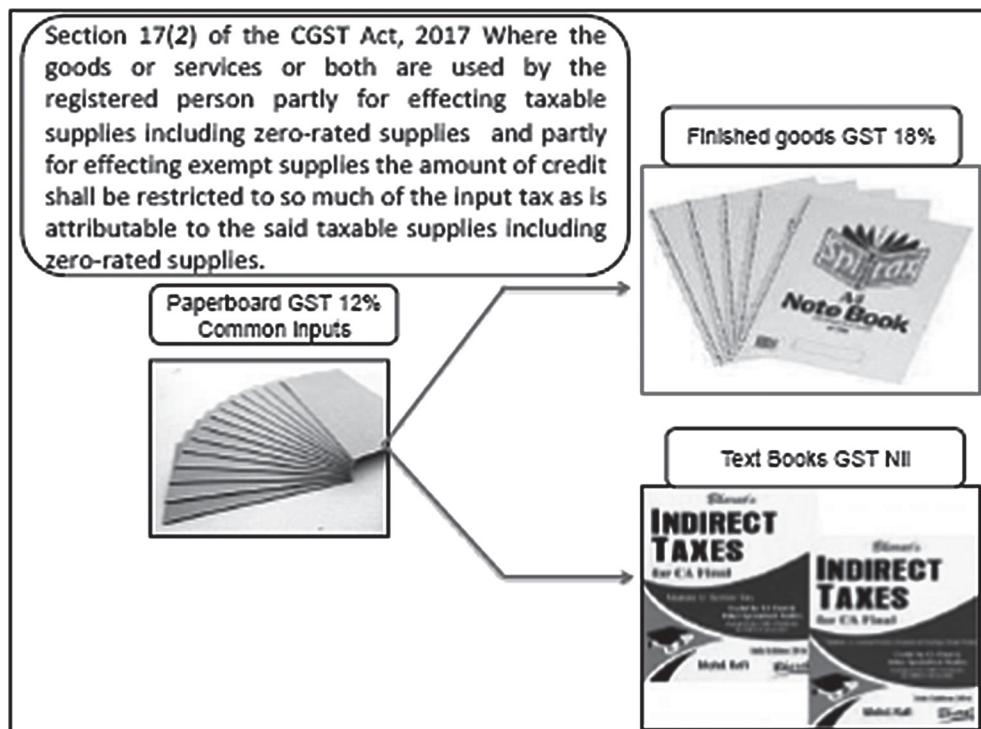 Section 17(2) of the CGST Act, 2017 Where the
goods or services or both are used by the
registered person partly for effecting taxable
supplies including zero-rated supplies and partly
for effecting exempt supplies the amount of credit
shall be restricted to so much of the input tax as is
attributable to the said taxable supplies including
zero-rated supplies.
Finished goods GST 18%
Paperboard GST 12%
Common Inputs
spirax
A4
Note Book
Text Books GST Nil
Bharat's
INDIRECT
TAXES
for CA Final
Bharat's
INDIRECT
TAXES
for CA Final